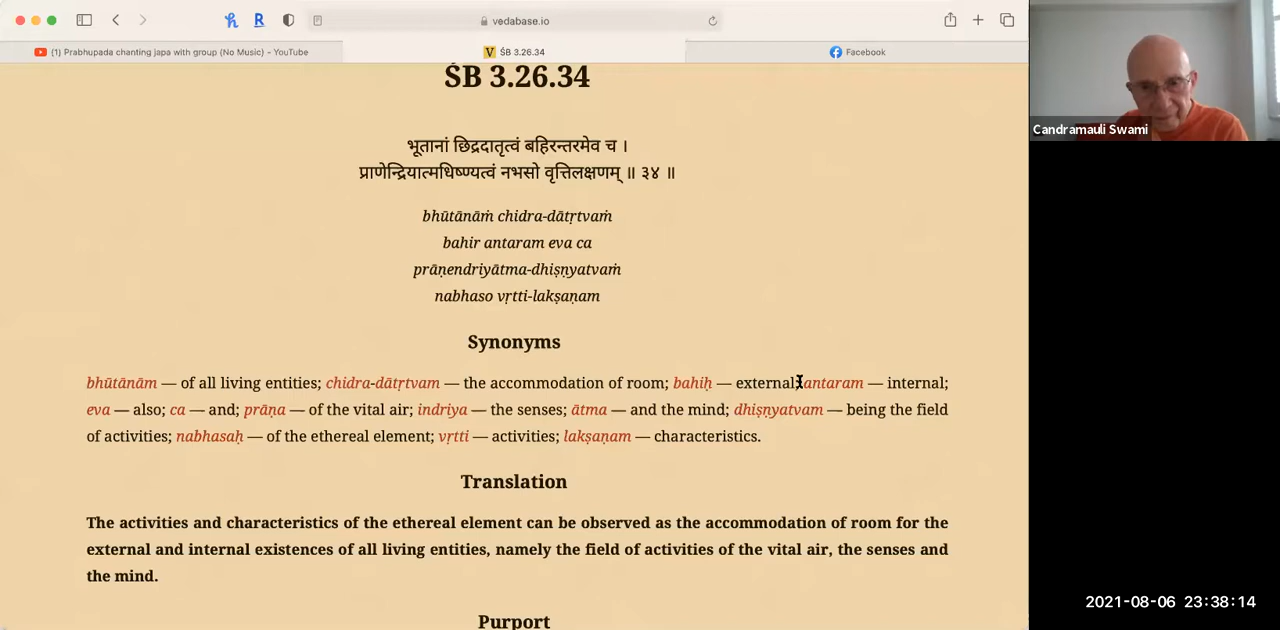 vedabase.io
(1) Prabhupada chanting japa with group (No Music) - YouTube
ŚB 3.26.34
Facebook
ŚB 3.26.34
भूतानां छिद्रदातृत्वं बहिरन्तरमेव च ।
प्राणेन्द्रियात्मधिष्ण्यत्वं नभसो वृत्तिलक्षणम् ॥ ३४ ॥
bhūtānāṁ chidra-dātṛtvaṁ
bahir antaram eva ca
prāṇendriyātma-dhiṣṇyatvaṁ
nabhaso vṛtti-lakṣaṇam
Synonyms
bhūtānām — of all living entities; chidra-dātṛtvam — the accommodation of room; bahiḥ — external; antaram — internal;
eva — also; ca — and; prāṇa — of the vital air; indriya — the senses; ātma — and the mind; dhiṣṇyatvam — being the field
of activities; nabhasaḥ — of the ethereal element; vṛtti — activities; lakṣaṇam — characteristics.
Translation
The activities and characteristics of the ethereal element can be observed as the accommodation of room for the
external and internal existences of all living entities, namely the field of activities of the vital air, the senses and
the mind.
Purport
Candramauli Swami
2021-08-06 23:38:14